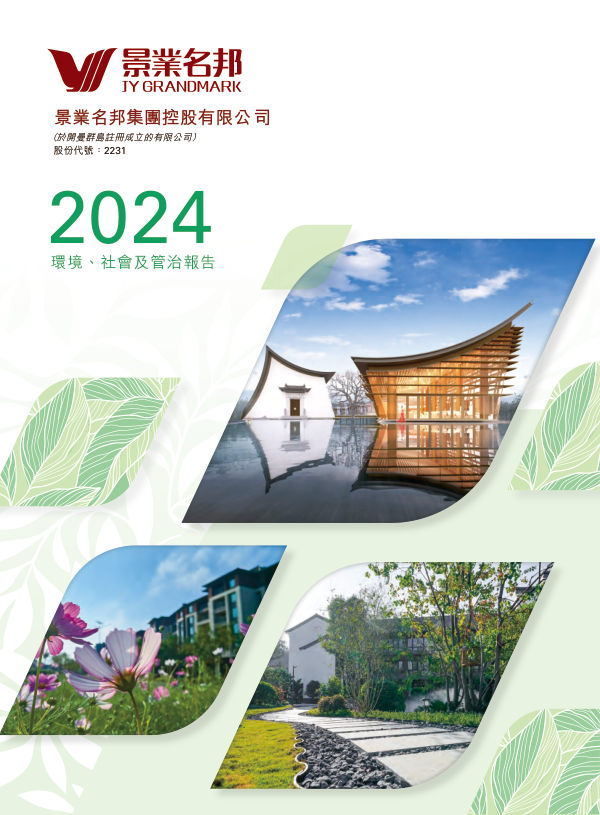 景業名邦
JY GRANDMARK
景業名邦集團控股有限公司
(於開曼群島註冊成立的有限公司)
股份代號：2231
2024
環境、社會及管治報告